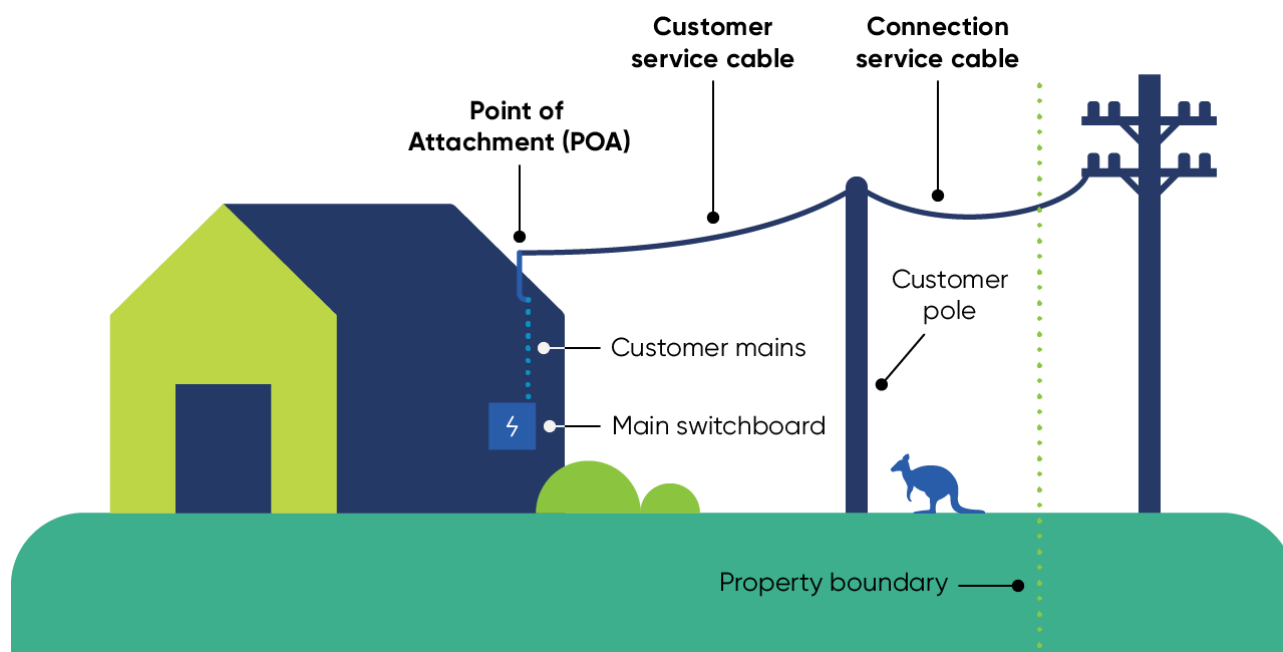 Customer
service cable
Connection
service cable
Point of
Attachment (POA)
Customer
pole
Customer mains
Main switchboard
Property boundary